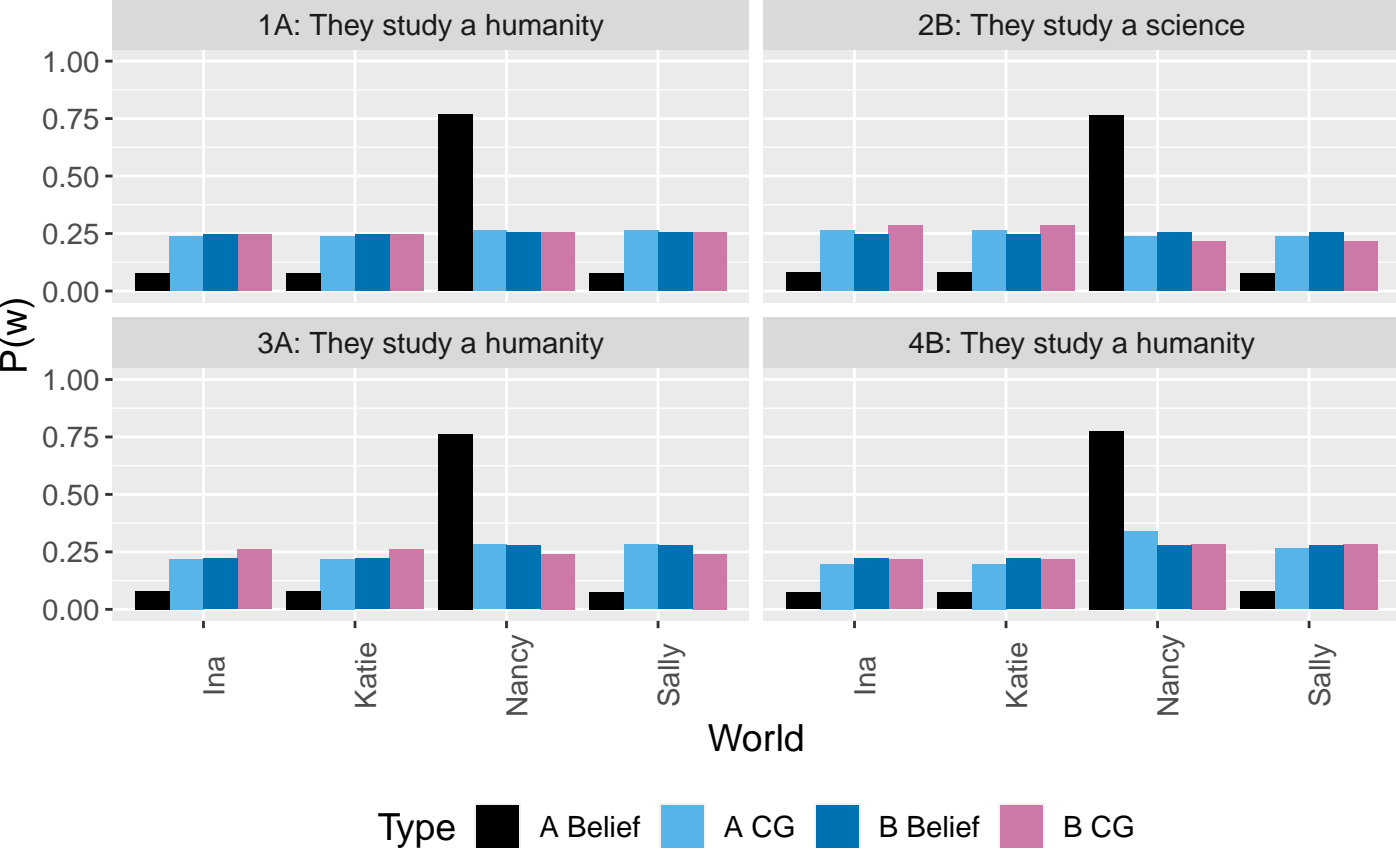 1A: They study a humanity
2B: They study a science
1.00
0.75
0.50
0.25
0.00
3A: They study a humanity
4B: They study a humanity
1.00
0.75
0.50
0.25
0.00
P(w)
Ina Katie Nancy Sally Ina Katie Nancy Sally
World
Type A Belief A CG B Belief B CG